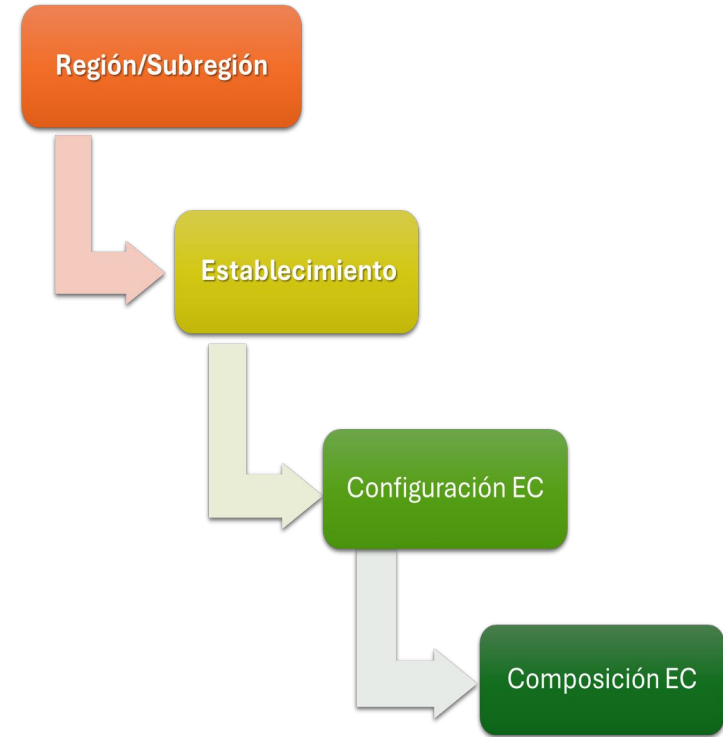 Región/Subregión
Establecimiento
Configuración EC
Composición EC